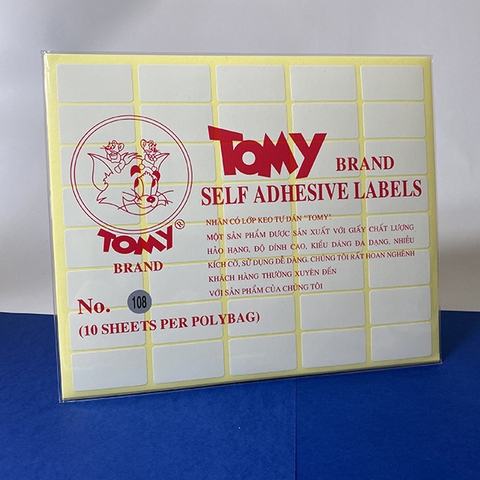 TOMY BRAND
SELF ADHESIVE LABELS
NHÃN CÓ LỚP KEO TỰ DÁN "TOMY"
MỘT SẢN PHẨM ĐƯỢC SẢN XUẤT VỚI GIẤY CHẤT LƯỢNG
HẢO HẠNG, ĐỘ DÍNH CAO, KIỂU DÁNG ĐA DẠNG, NHIỀU
KÍCH CỠ, SỬ DỤNG DỄ DÀNG. CHÚNG TÔI RẤT HOAN NGHÊNH
KHÁCH HÀNG THƯỜNG XUYÊN ĐẾN
VỚI SẢN PHẨM CỦA CHÚNG TÔI
TOMY®
BRAND
No. 108
(10 SHEETS PER POLYBAG)